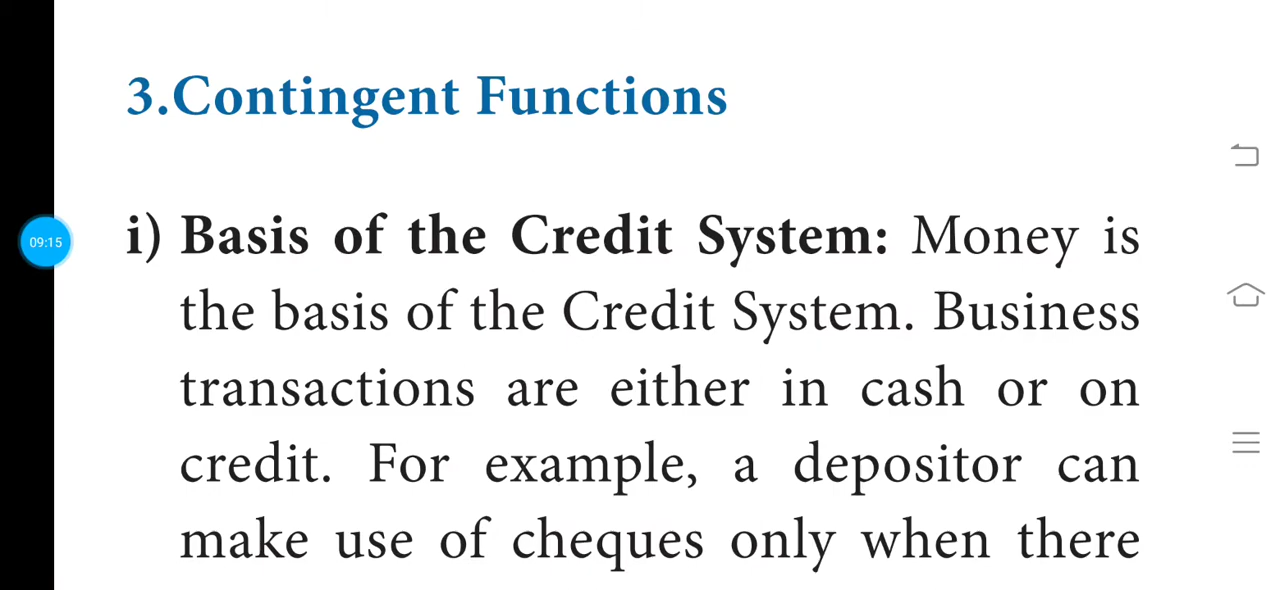 3.Contingent Functions
09:15
i) Basis of the Credit System: Money is
the basis of the Credit System. Business
transactions are either in cash or on
credit. For example, a depositor can
make use of cheques only when there